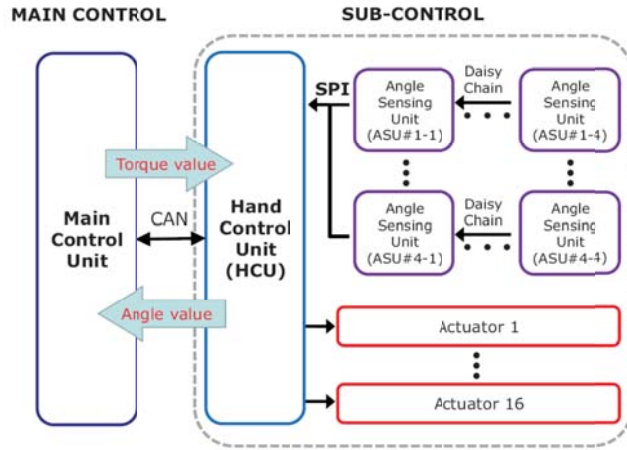 MAIN CONTROL
SUB-CONTROL
Main
Control
Unit
Torque value
CAN
Angle value
Hand
Control
Unit
(HCU)
SPI
Angle
Sensing
Unit
(ASU#1-1)
Daisy
Chain
Angle
Sensing
Unit
(ASU#1-4)
Angle
Sensing
Unit
(ASU#4-1)
Daisy
Chain
Angle
Sensing
Unit
(ASU#4-4)
Actuator 1
Actuator 16